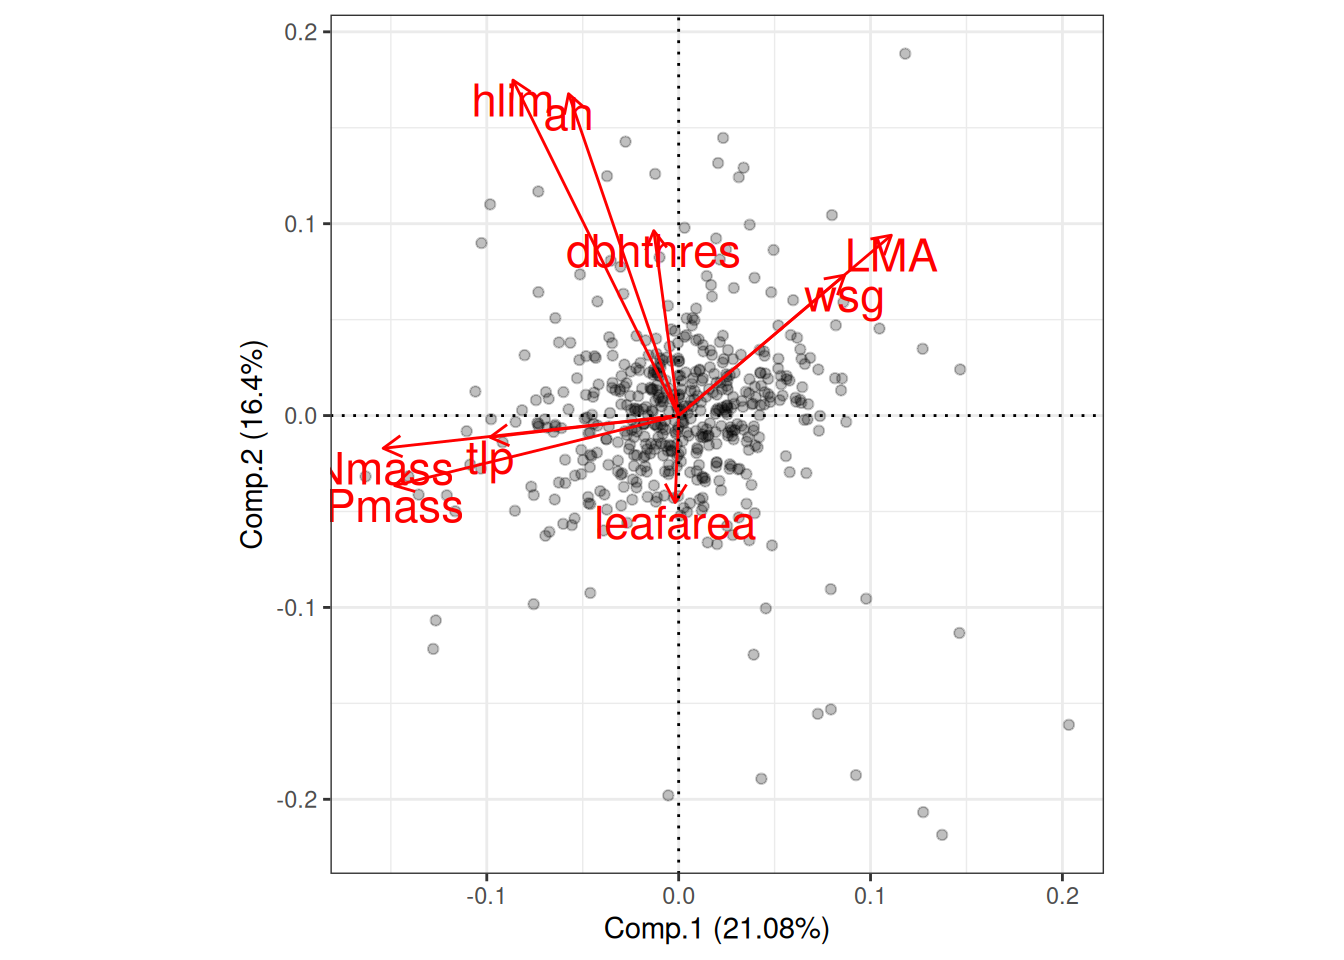 0.2
hlim
ah
0.1
dbhthres
LMA
wsg
0.0
Nmass
tlp
Pmass
leafarea
-0.1
-0.2
Comp.2 (16.4%)
-0.1 0.0 0.1 0.2
Comp.1 (21.08%)